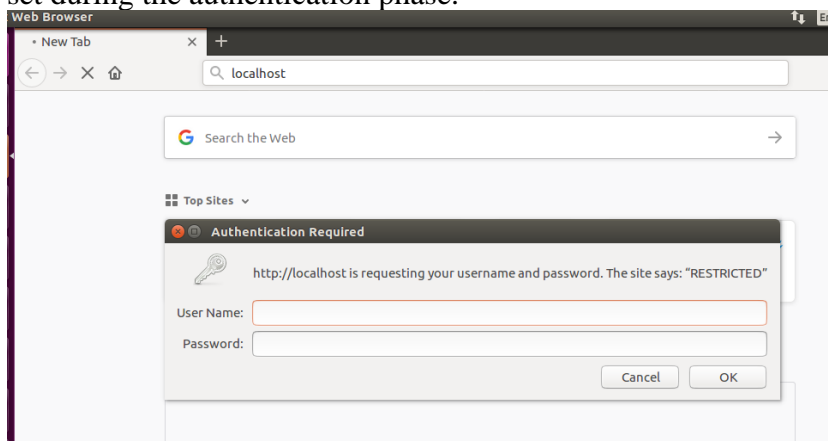 set during the authentication phase.
Web Browser
• New Tab
localhost
Search the Web
Top Sites
Authentication Required
http://localhost is requesting your username and password. The site says: “RESTRICTED”
User Name:
Password:
Cancel OK